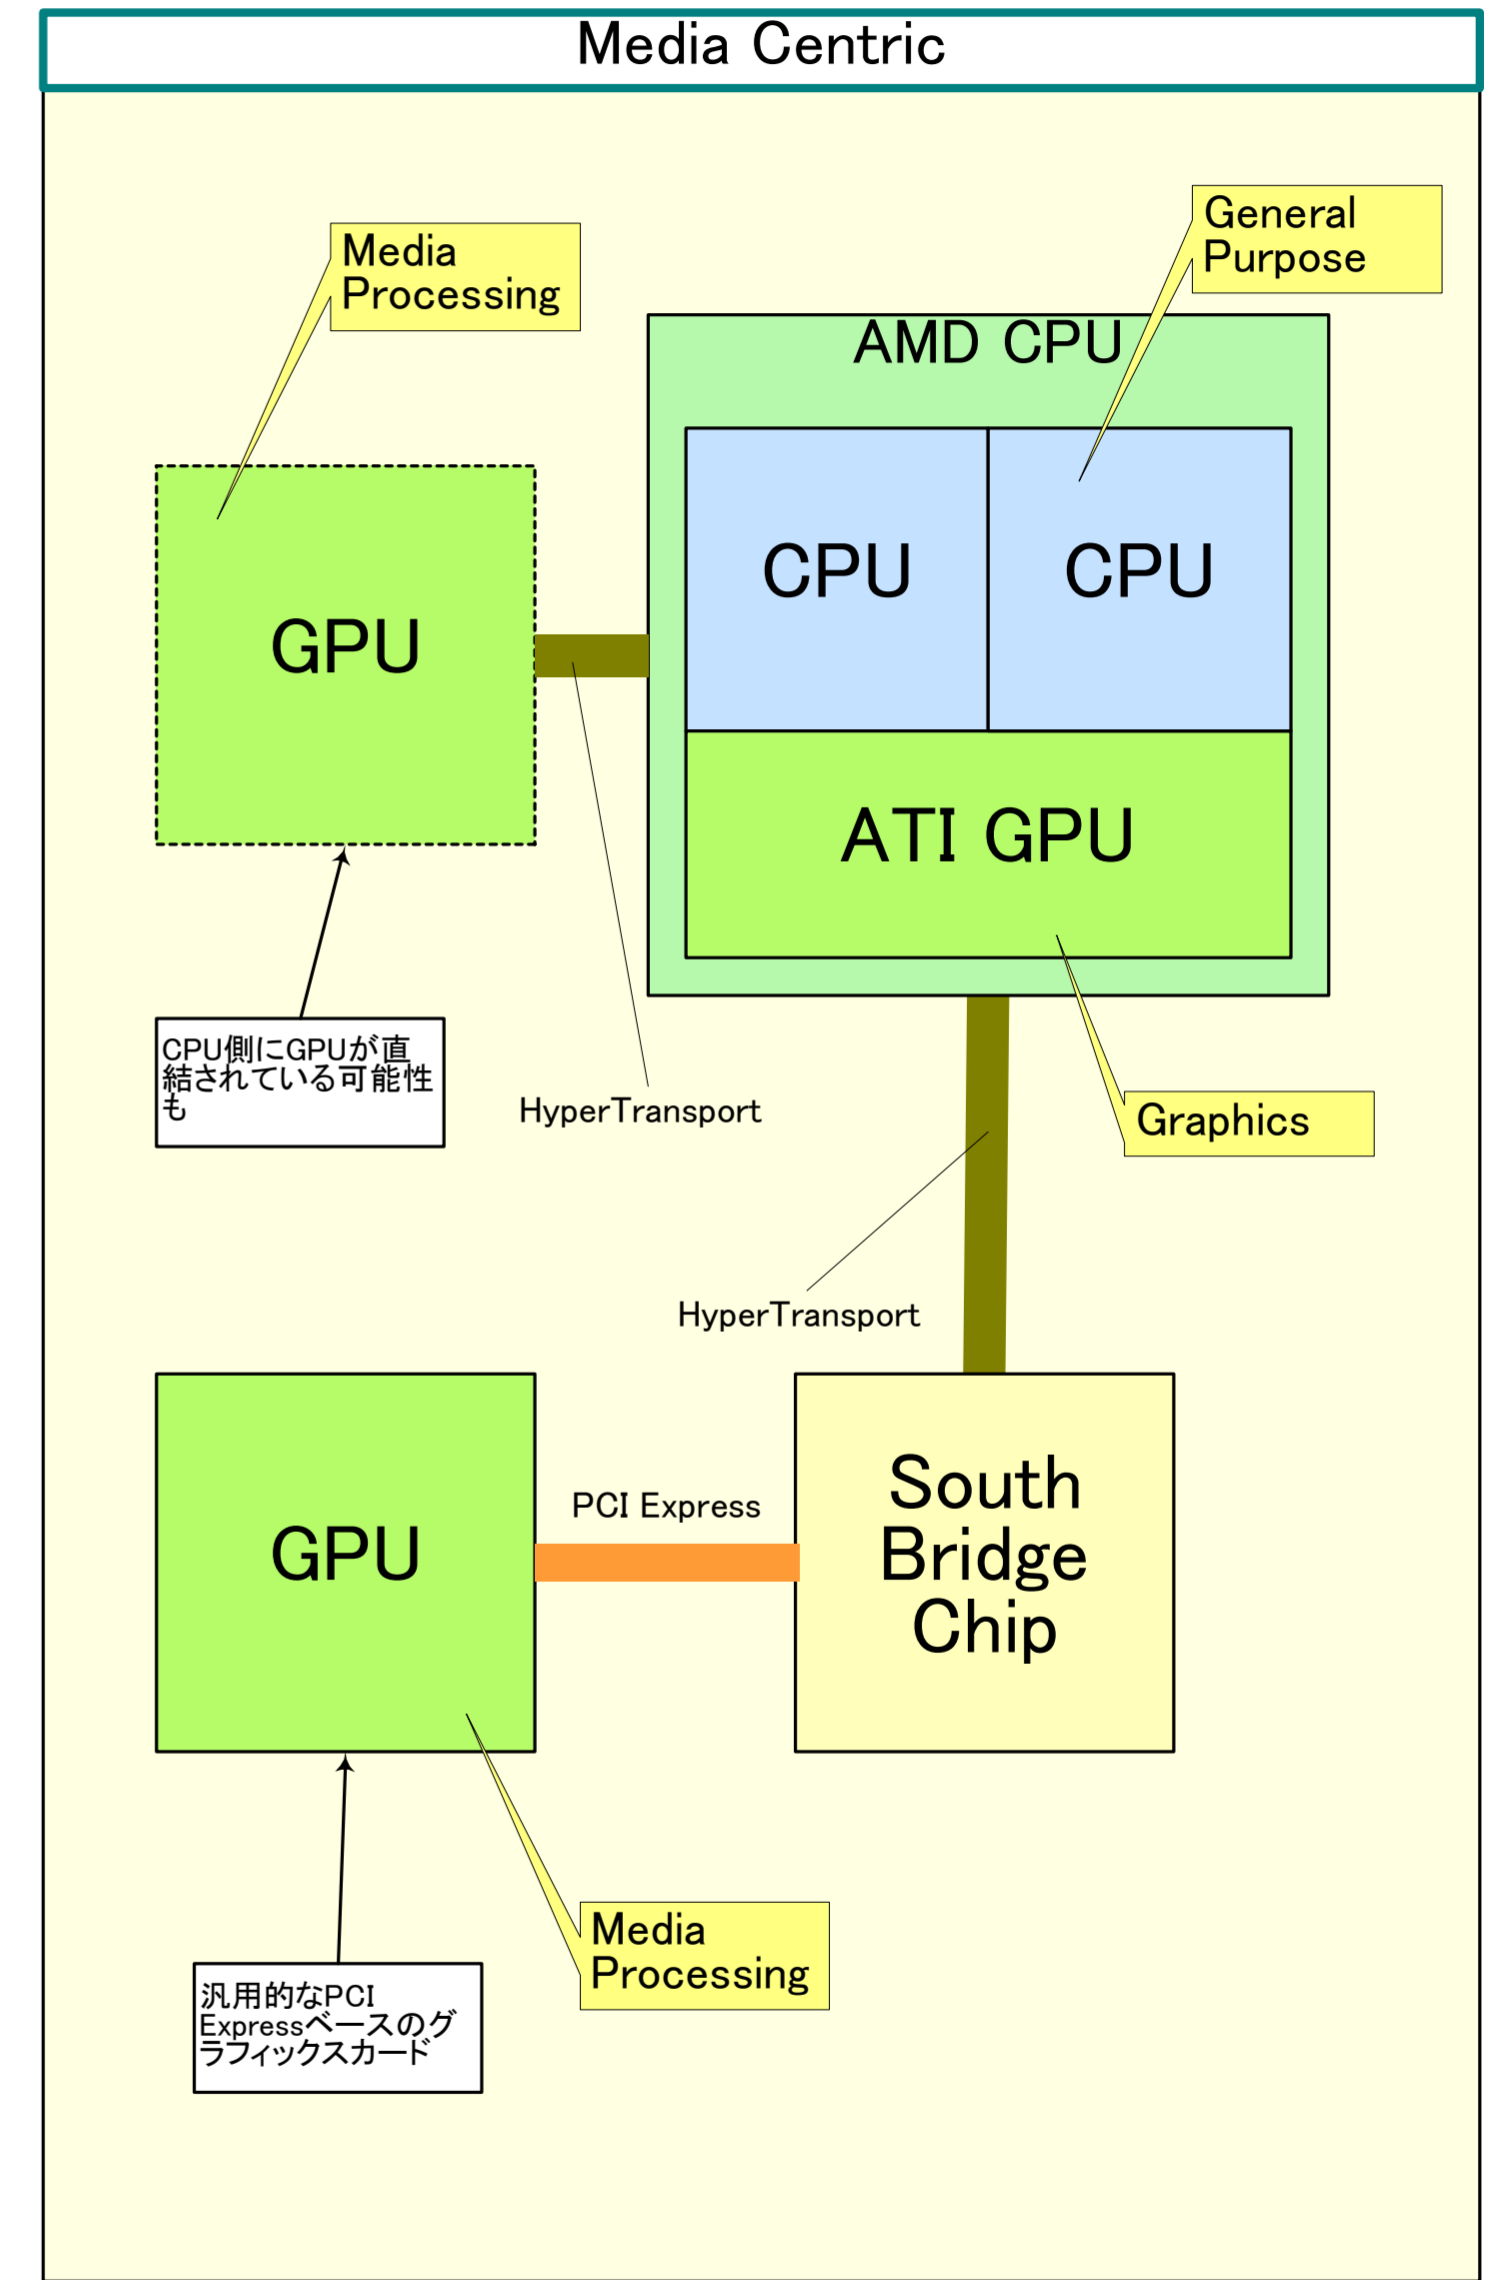 Media Centric
General
Purpose
Media
Processing
AMD CPU
CPU
CPU
GPU
ATI GPU
CPU側にGPUが直
結されている可能性
も
HyperTransport
Graphics
HyperTransport
South
Bridge
Chip
PCI Express
GPU
Media
Processing
汎用的なPCI
Expressベースのグ
ラフィックスカード